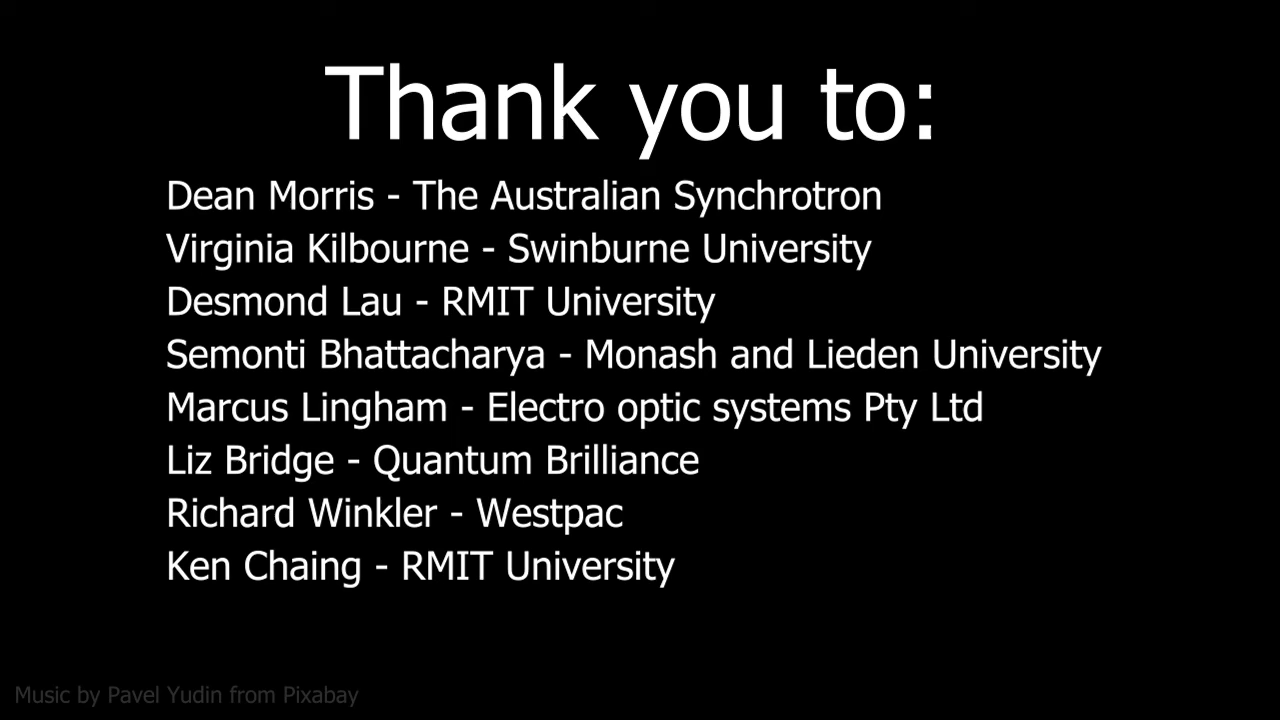 Thank you to:
Dean Morris - The Australian Synchrotron
Virginia Kilbourne - Swinburne University
Desmond Lau - RMIT University
Semonti Bhattacharya - Monash and Lieden University
Marcus Lingham - Electro optic systems Pty Ltd
Liz Bridge - Quantum Brilliance
Richard Winkler - Westpac
Ken Chaing - RMIT University
Music by Pavel Yudin from Pixabay